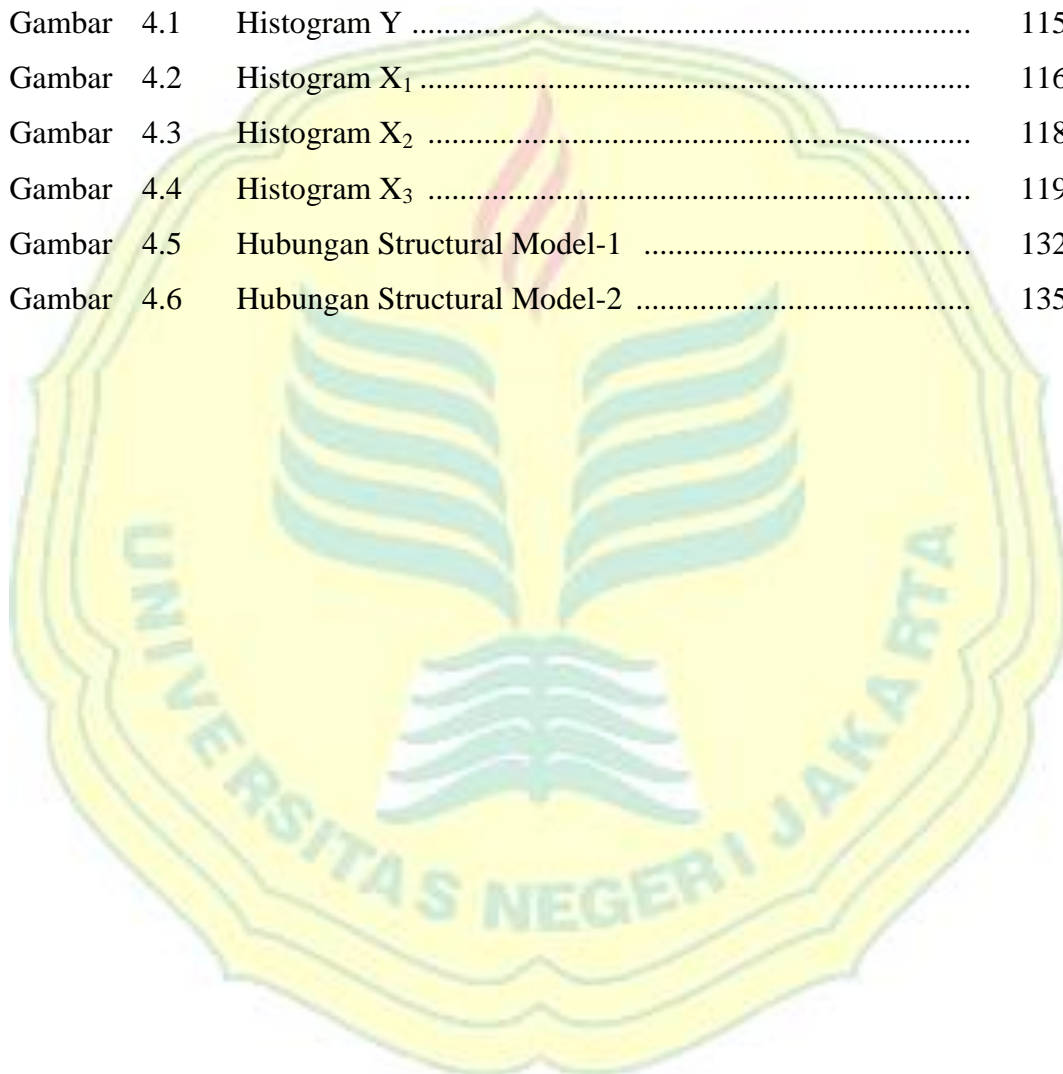 Gambar 4.1 Histogram Y ..................................................................... 115
Gambar 4.2 Histogram X₁ .................................................................... 116
Gambar 4.3 Histogram X₂ ................................................................... 118
Gambar 4.4 Histogram X₃ ................................................................... 119
Gambar 4.5 Hubungan Structural Model-1 ........................................ 132
Gambar 4.6 Hubungan Structural Model-2 ......................................... 135
UNIVERSITAS NEGERI JAKARTA